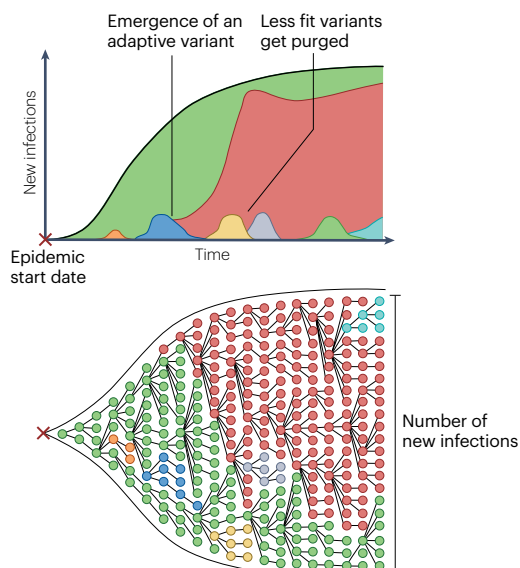 Emergence of an
adaptive variant
Less fit variants
get purged
New infections
Time
Epidemic
start date
Number of
new infections